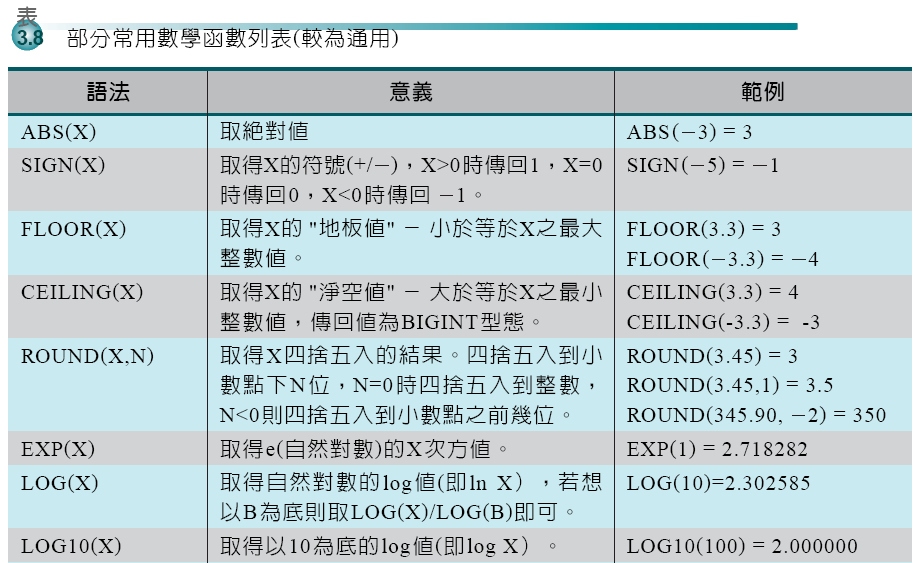 表
3.8 部分常用數學函數列表(較為通用)
語法 意義 範例
ABS(X) 取絕對值 ABS(−3) = 3
SIGN(X) 取得X的符號(+/−)，X>0時傳回1，X=0 SIGN(−5) = −1
時傳回0，X<0時傳回 −1。
FLOOR(X) 取得X的 "地板值" − 小於等於X之最大 FLOOR(3.3) = 3
整數值。 FLOOR(−3.3) = −4
CEILING(X) 取得X的 "淨空值" − 大於等於X之最小 CEILING(3.3) = 4
整數值，傳回值為BIGINT型態。 CEILING(-3.3) = -3
ROUND(X,N) 取得X四捨五入的結果。四捨五入到小 ROUND(3.45) = 3
數點下N位，N=0時四捨五入到整數， ROUND(3.45,1) = 3.5
N<0則四捨五入到小數點之前幾位。 ROUND(345.90, −2) = 350
EXP(X) 取得e(自然對數)的X次方值。 EXP(1) = 2.718282
LOG(X) 取得自然對數的log值(即ln X），若想 LOG(10)=2.302585
以B為底則取LOG(X)/LOG(B)即可。
LOG10(X) 取得以10為底的log值(即log X）。 LOG10(100) = 2.000000